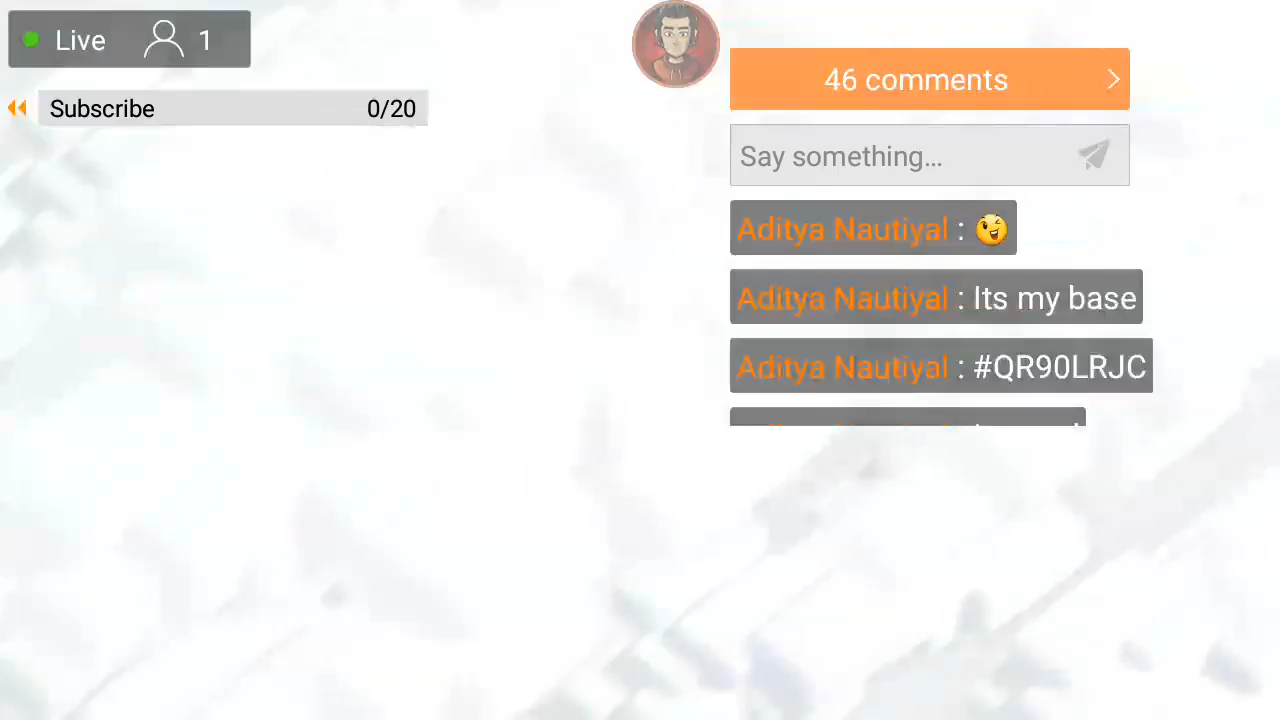 Live 1
Subscribe 0/20
46 comments
Say something...
Aditya Nautiyal : 😉
Aditya Nautiyal : Its my base
Aditya Nautiyal : #QR90LRJC